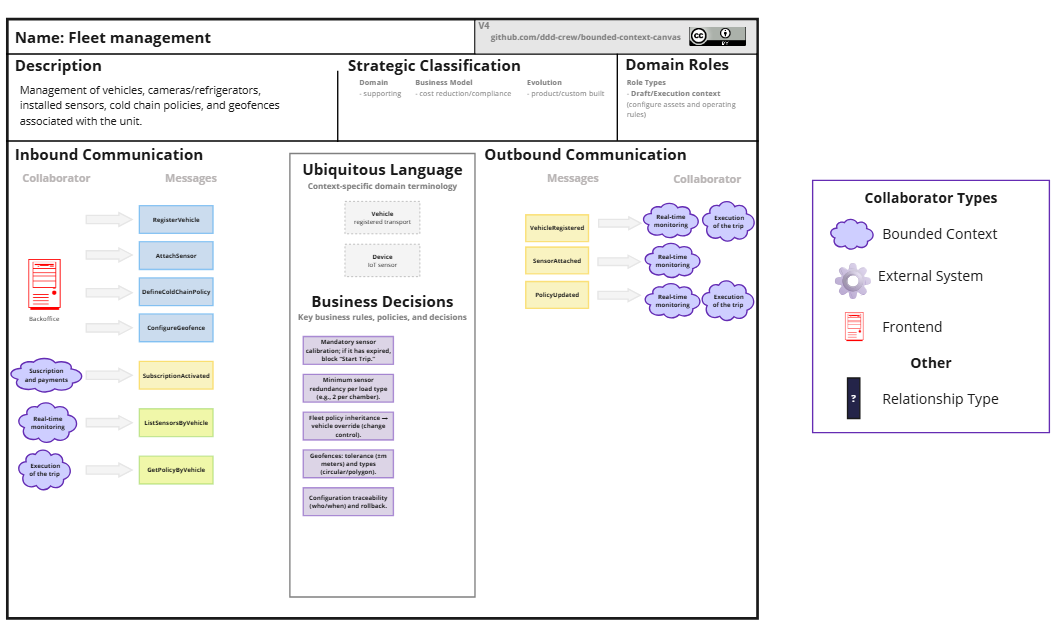 Name: Fleet management
V4
github.com/ddd-crew/bounded-context-canvas
cc
BY
Description
Management of vehicles, cameras/refrigerators,
installed sensors, cold chain policies, and geofences
associated with the unit.
Strategic Classification
Domain
- supporting
Business Model
- cost reduction/compliance
Evolution
- product/custom built
Domain Roles
Role Types
- Draft/Execution context
(configure assets and operating
rules)
Inbound Communication
Collaborator
Messages
Backoffice
RegisterVehicle
AttachSensor
DefineColdChainPolicy
ConfigureGeofence
Suscription
and payments
SubscriptionActivated
Real-time
monitoring
ListSensorsByVehicle
Execution
of the trip
GetPolicyByVehicle
Ubiquitous Language
Context-specific domain terminology
Vehicle
registered transport
Device
IoT sensor
Business Decisions
Key business rules, policies, and decisions
Mandatory sensor
calibration; if it has expired,
block "Start Trip."
Minimum sensor
redundancy per load type
(e.g., 2 per chamber).
Fleet policy inheritance →
vehicle override (change
control).
Geofences: tolerance (±m
meters) and types
(circular/polygon).
Configuration traceability
(who/when) and rollback.
Outbound Communication
Messages
Collaborator
VehicleRegistered
Real-time
monitoring
Execution
of the trip
SensorAttached
Real-time
monitoring
PolicyUpdated
Real-time
monitoring
Execution
of the trip
Collaborator Types
Bounded Context
External System
Frontend
Other
?
Relationship Type